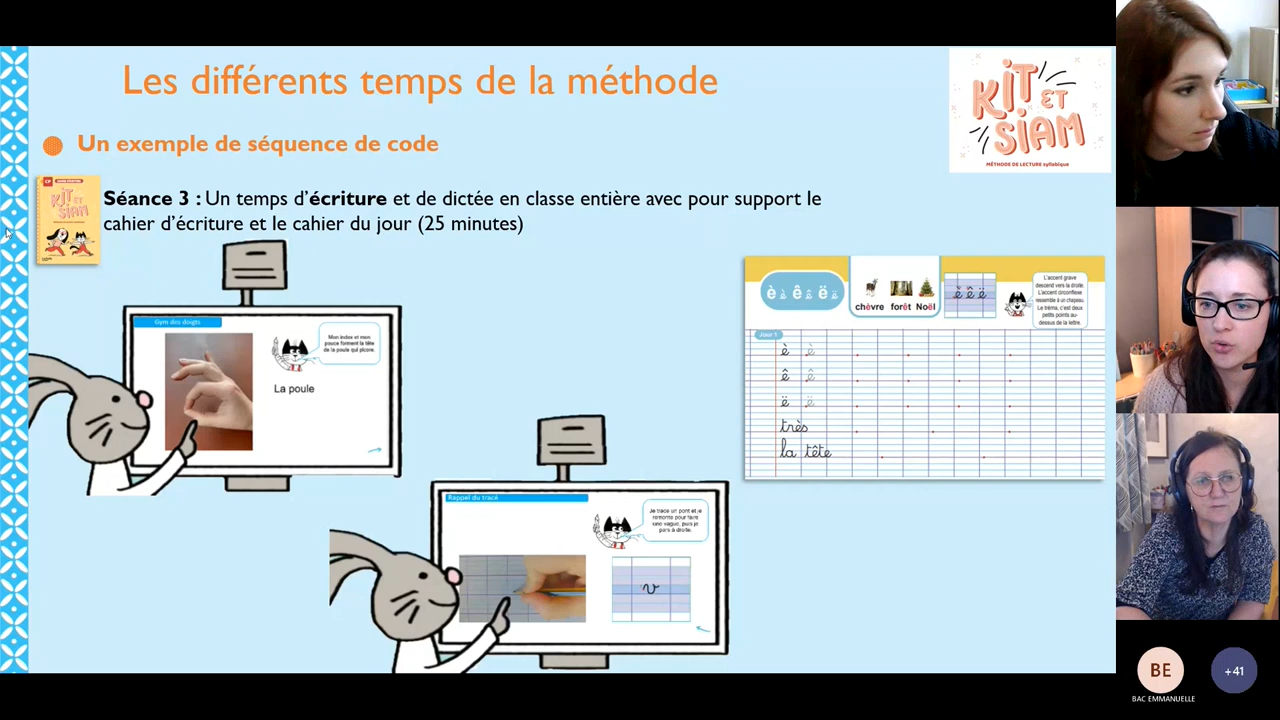 Les différents temps de la méthode
KIT
ET
SIAM
MÉTHODE DE LECTURE syllabique
Un exemple de séquence de code
CP
KIT ET
SIAM
Séance 3 : Un temps d'écriture et de dictée en classe entière avec pour support le
cahier d'écriture et le cahier du jour (25 minutes)
Gym des doigts
Mon index et mon
pouce forment la tête
de la poule qui picore.
La poule
è è ê ê ë ë
chèvre forêt Noël
è ê ë
L'accent grave
descend vers la droite.
L'accent circonflexe
ressemble à un chapeau.
Le tréma, c'est deux
petits points au-
dessus de la lettre.
Jour 1
è è
ê ê
ë ë
très
la tête
Rappel du tracé
Je trace un pont et je
remonte pour faire
une vague, puis je
pars à droite.
v
BE
+41
BAC EMMANUELLE